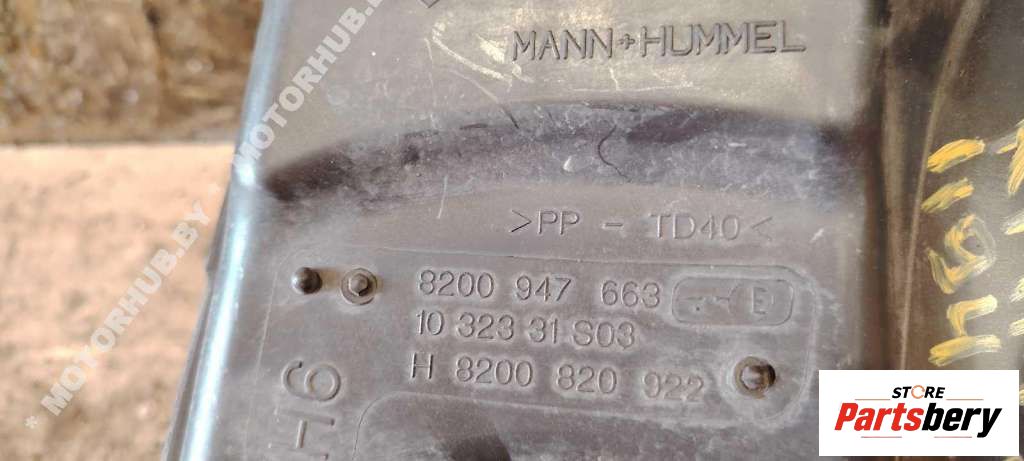 MANN+HUMMEL
>PP - TD40<
8200 947 663
E
10 323 31 S03
H 8200 820 922
H6
* MOTORHUB.BY * MOTORHUB.BY
STORE
Partsbery